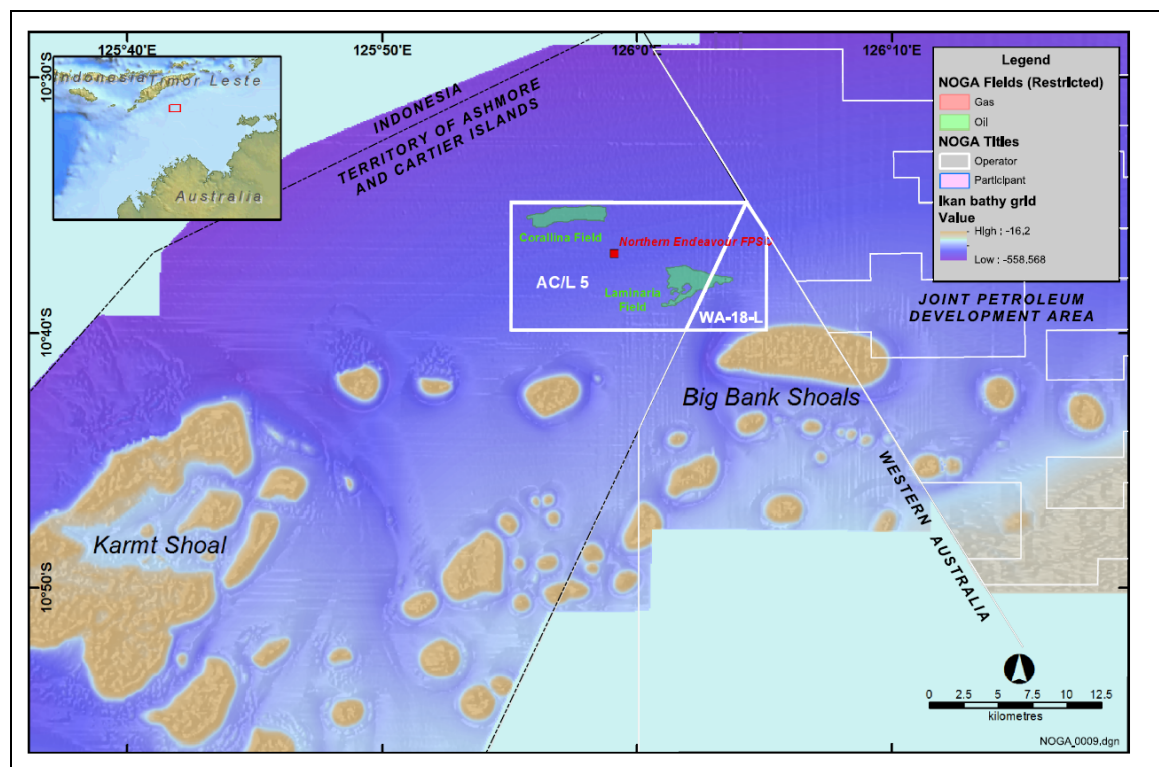 125°40'E
125°50'E
126°0'E
126°10'E
10°30'S
10°40'S
10°50'S
Indonesia
Timor Leste
Australia
INDONESIA
TERRITORY OF ASHMORE
AND CARTIER ISLANDS
Legend
NOGA Fields (Restricted)
Gas
Oil
NOGA Titles
Operator
Participant
Ikan bathy grid
Value
High : -16.2
Low : -558.568
Corallina Field
Northern Endeavour FPSO
AC/L 5
Laminaria
Field
WA-18-L
JOINT PETROLEUM
DEVELOPMENT AREA
Big Bank Shoals
Karmt Shoal
WESTERN AUSTRALIA
0 2.5 5 7.5 10 12.5
kilometres
NOGA_0009.dgn